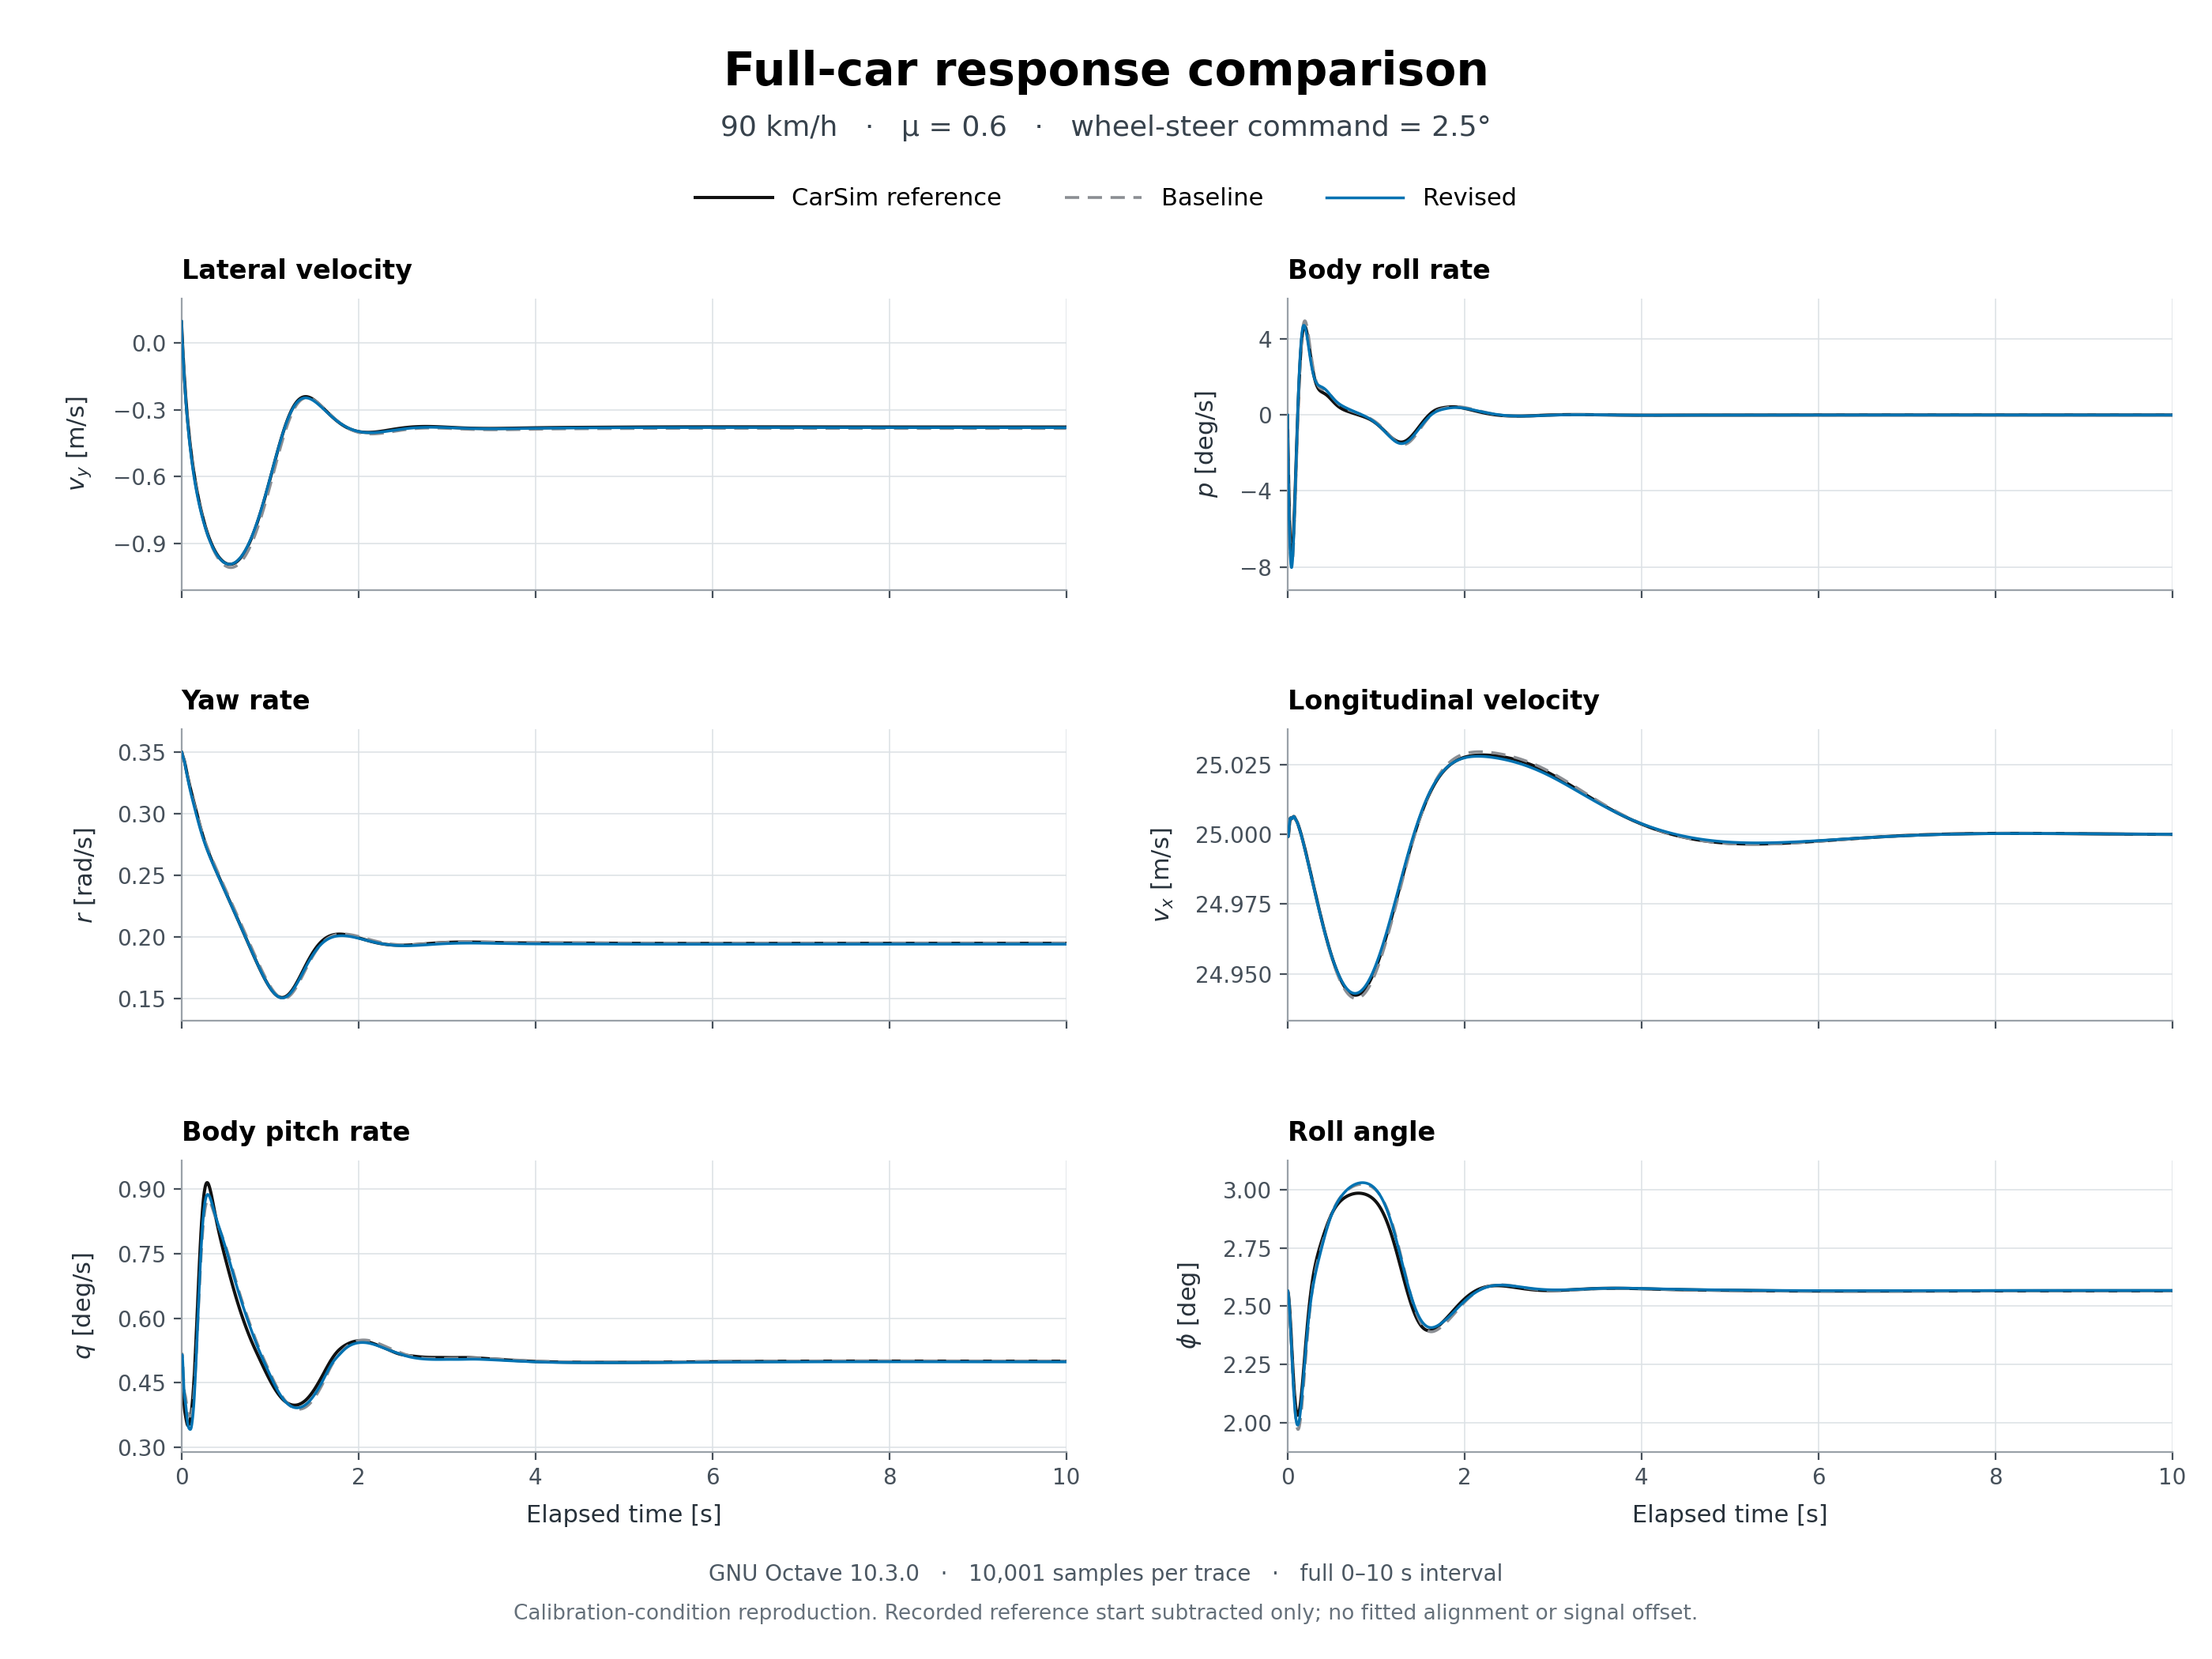 Full-car response comparison
90 km/h · μ = 0.6 · wheel-steer command = 2.5°
CarSim reference Baseline Revised
Lateral velocity
v_y [m/s]
0.0
−0.3
−0.6
−0.9
Body roll rate
p [deg/s]
4
0
−4
−8
Yaw rate
r [rad/s]
0.35
0.30
0.25
0.20
0.15
Longitudinal velocity
v_x [m/s]
25.025
25.000
24.975
24.950
Body pitch rate
q [deg/s]
0.90
0.75
0.60
0.45
0.30
0 2 4 6 8 10
Elapsed time [s]
Roll angle
ϕ [deg]
3.00
2.75
2.50
2.25
2.00
0 2 4 6 8 10
Elapsed time [s]
GNU Octave 10.3.0 · 10,001 samples per trace · full 0–10 s interval
Calibration-condition reproduction. Recorded reference start subtracted only; no fitted alignment or signal offset.